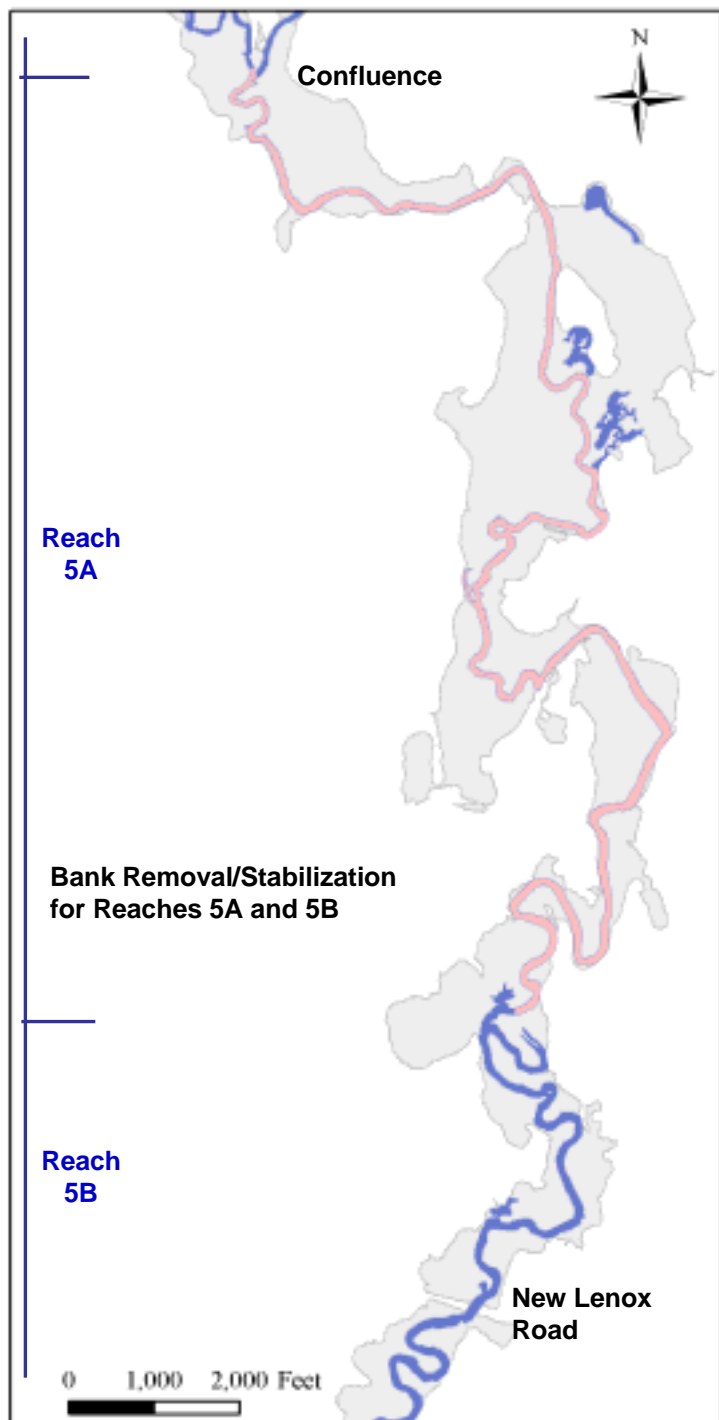 Confluence
N
Reach
5A
Bank Removal/Stabilization
for Reaches 5A and 5B
Reach
5B
New Lenox
Road
0 1,000 2,000 Feet